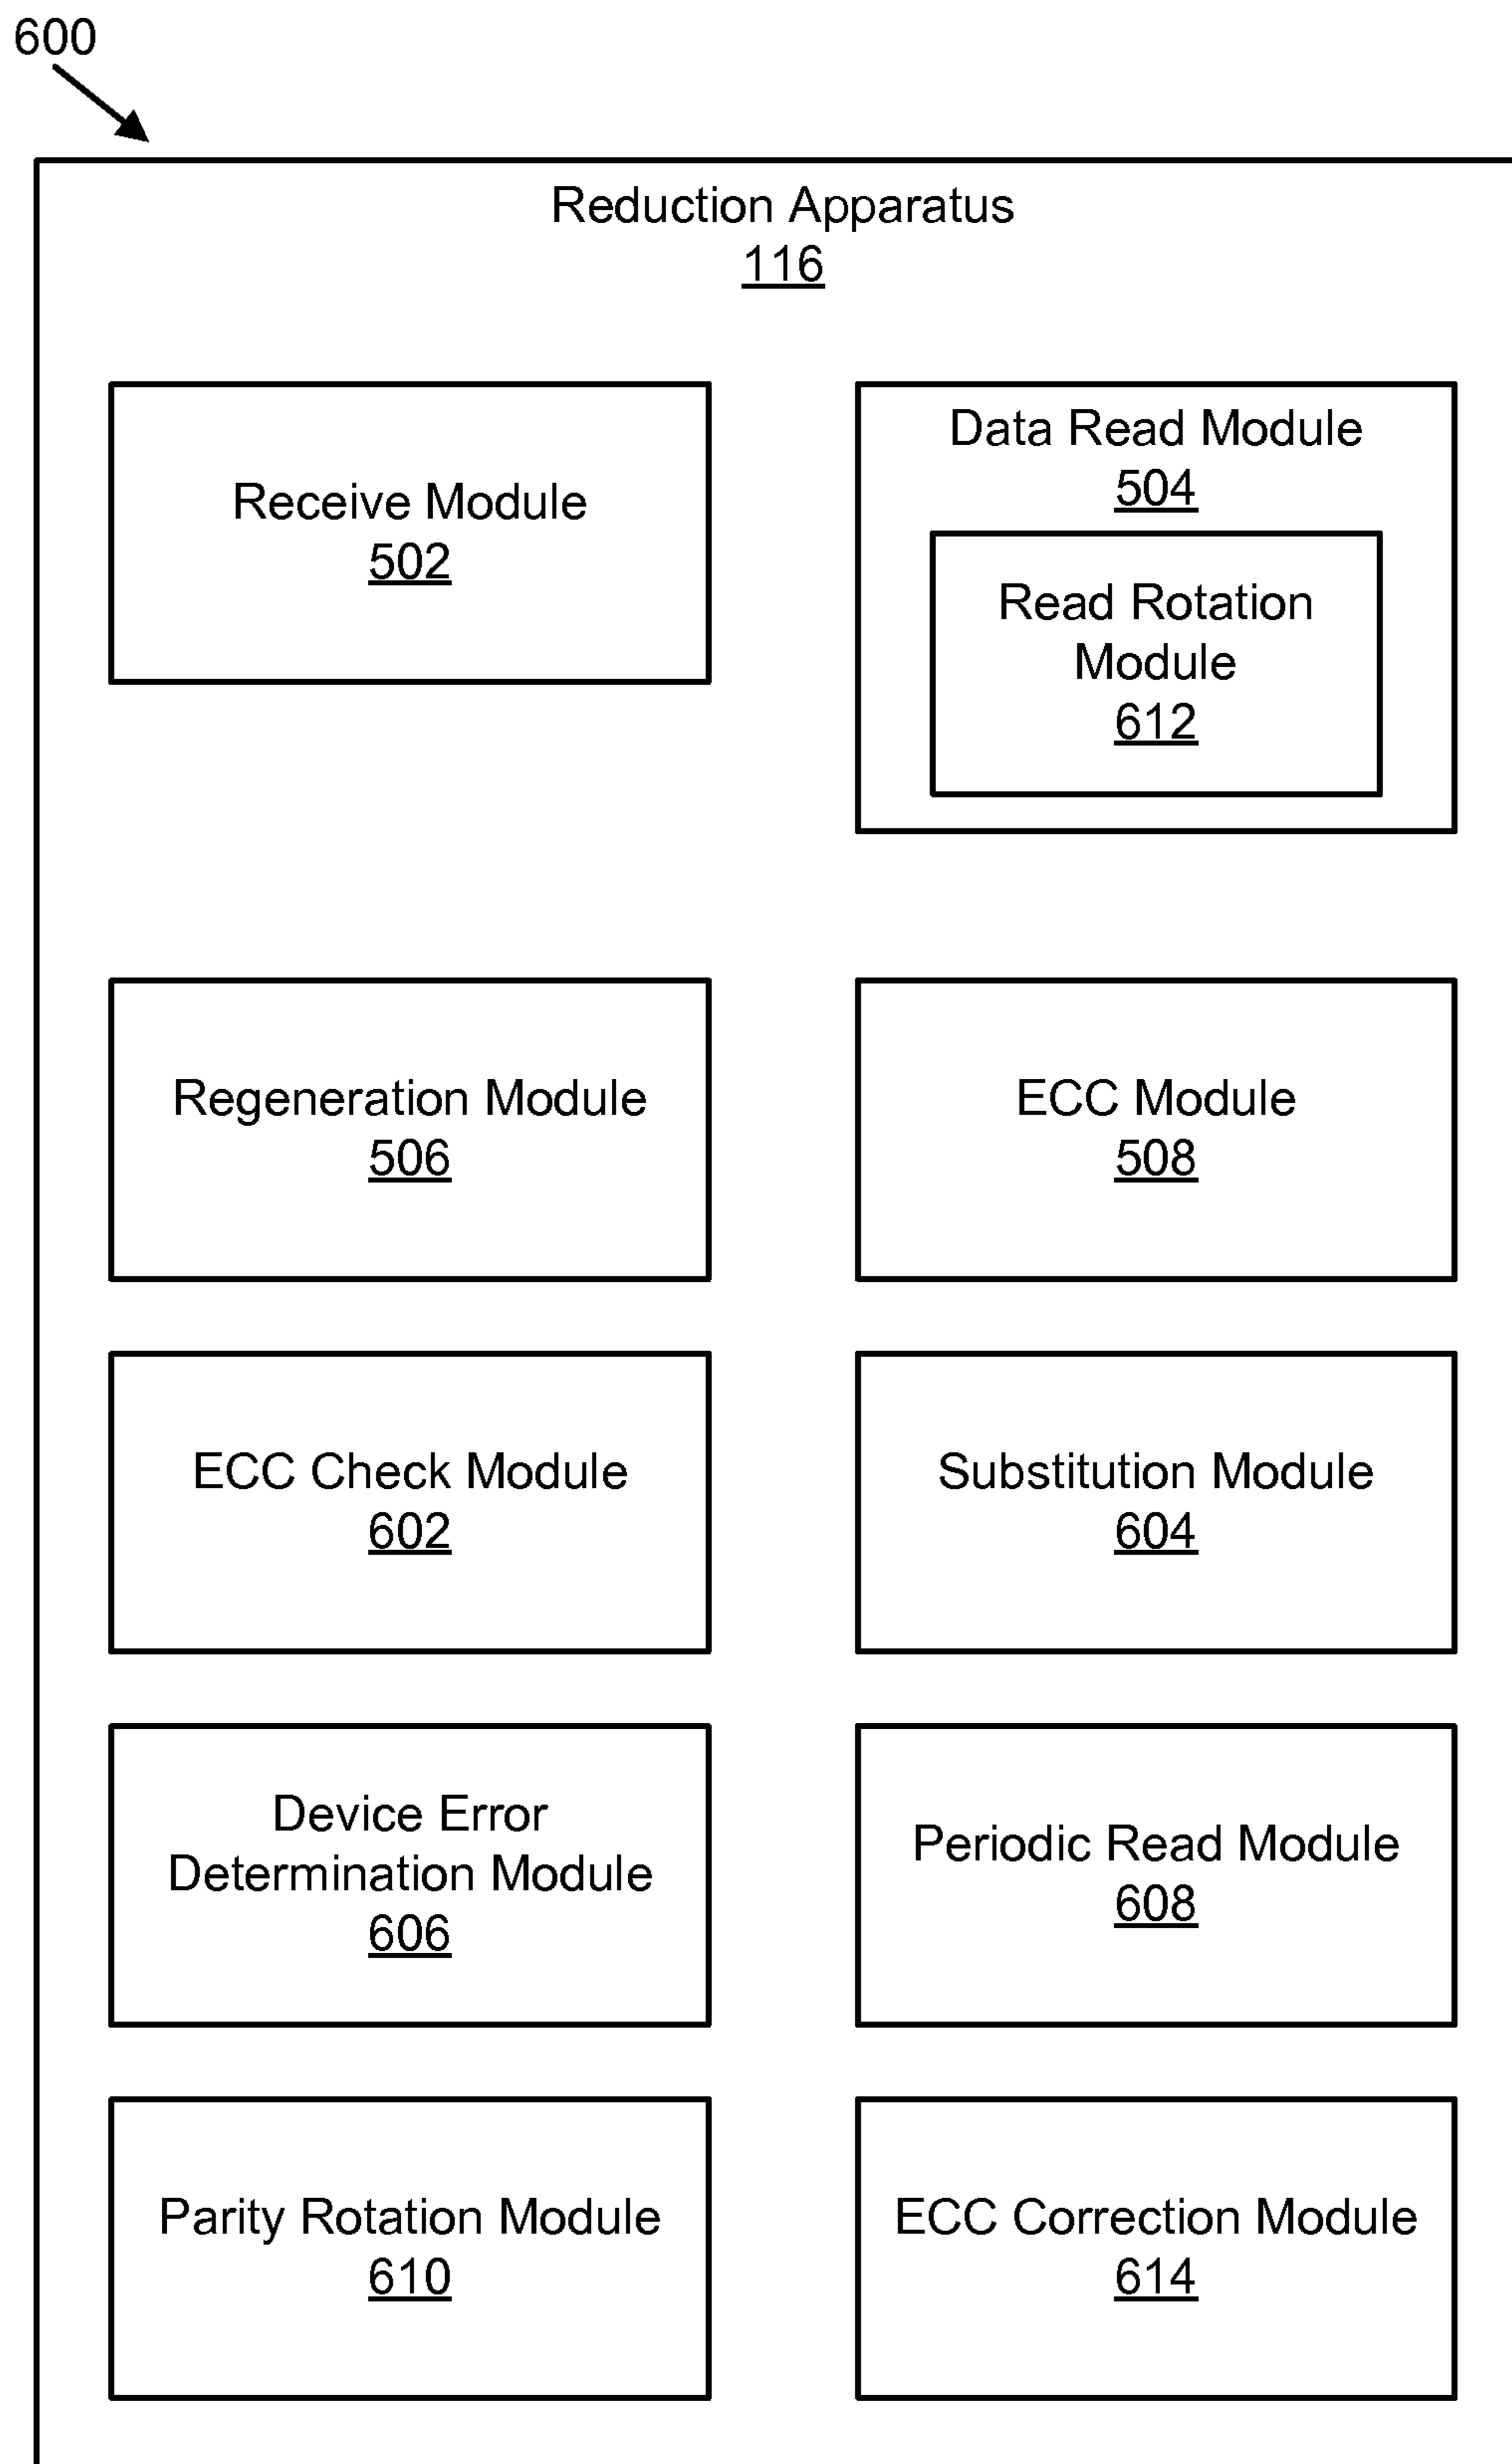 600
Reduction Apparatus
116
Receive Module
502
Data Read Module
504
Read Rotation
Module
612
Regeneration Module
506
ECC Module
508
ECC Check Module
602
Substitution Module
604
Device Error
Determination Module
606
Periodic Read Module
608
Parity Rotation Module
610
ECC Correction Module
614